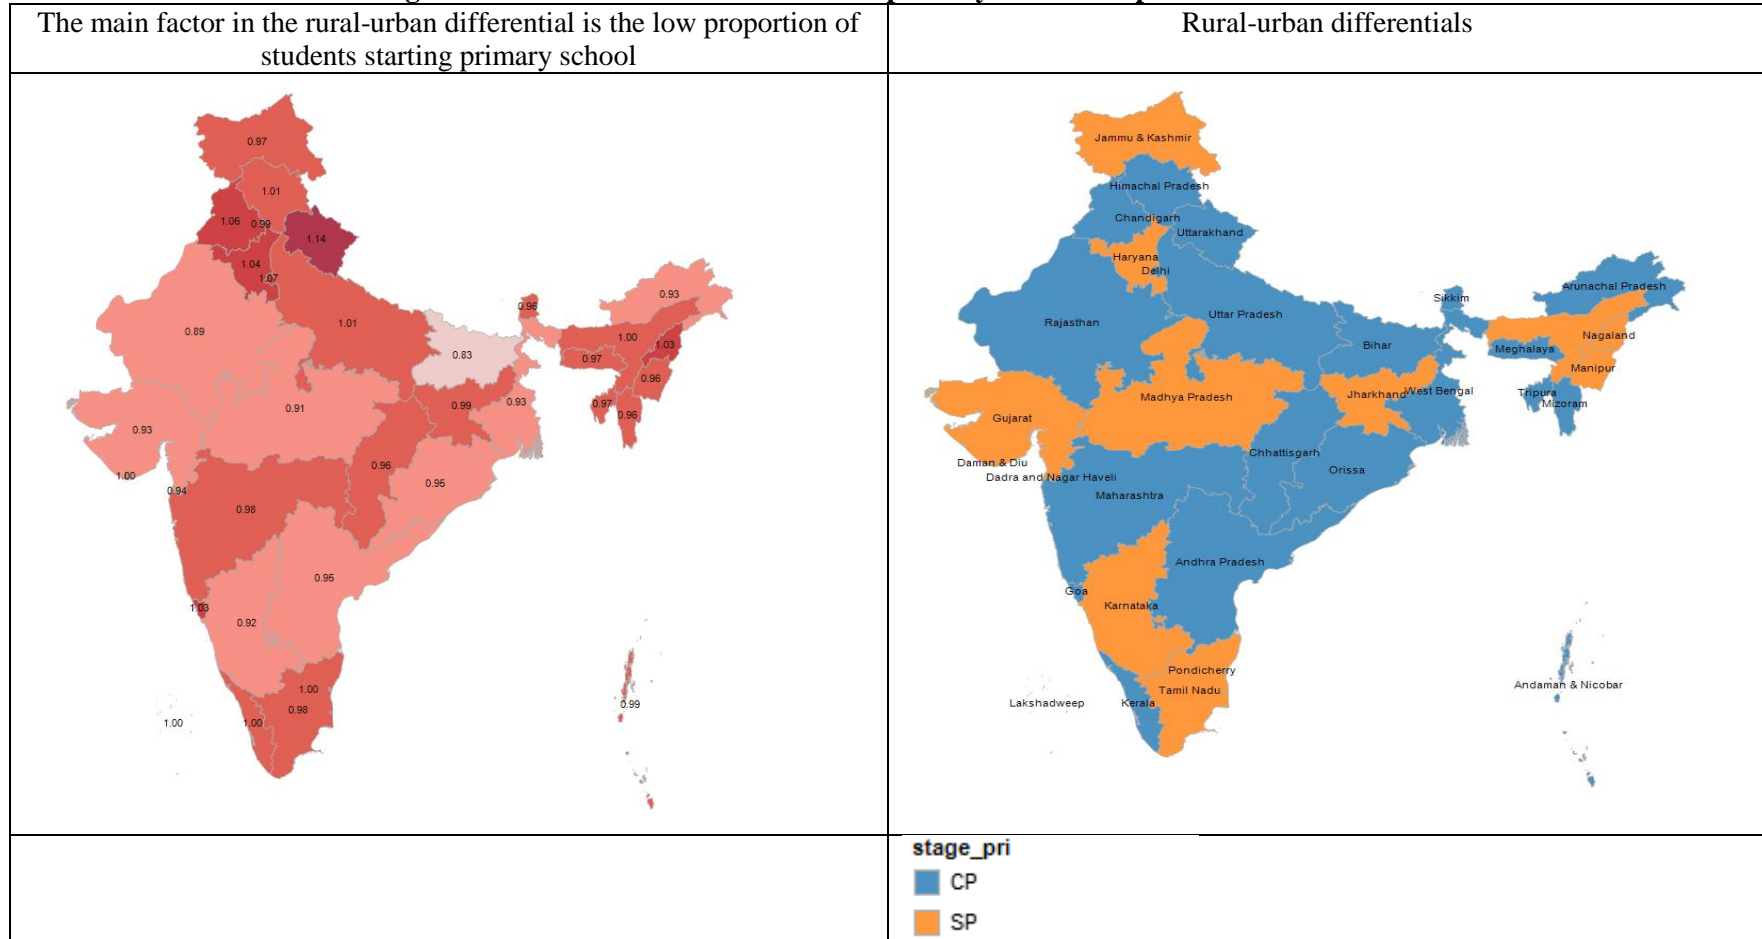 The main factor in the rural-urban differential is the low proportion of
students starting primary school
Rural-urban differentials
0.97
1.01
1.06
0.99
1.14
1.04
1.07
0.89
1.01
0.83
0.96
0.93
1.00
1.03
0.97
0.96
0.97
0.96
0.91
0.99
0.93
0.93
1.00
0.94
0.96
0.95
0.98
0.95
1.03
0.92
1.00
0.98
1.00
1.00
0.99
Jammu & Kashmir
Himachal Pradesh
Chandigarh
Uttarakhand
Haryana
Delhi
Rajasthan
Uttar Pradesh
Bihar
Sikkim
Arunachal Pradesh
Nagaland
Meghalaya
Manipur
Tripura
Mizoram
Madhya Pradesh
Jharkhand
West Bengal
Gujarat
Chhattisgarh
Orissa
Daman & Diu
Dadra and Nagar Haveli
Maharashtra
Andhra Pradesh
Goa
Karnataka
Pondicherry
Tamil Nadu
Kerala
Lakshadweep
Andaman & Nicobar
stage_pri
CP
SP